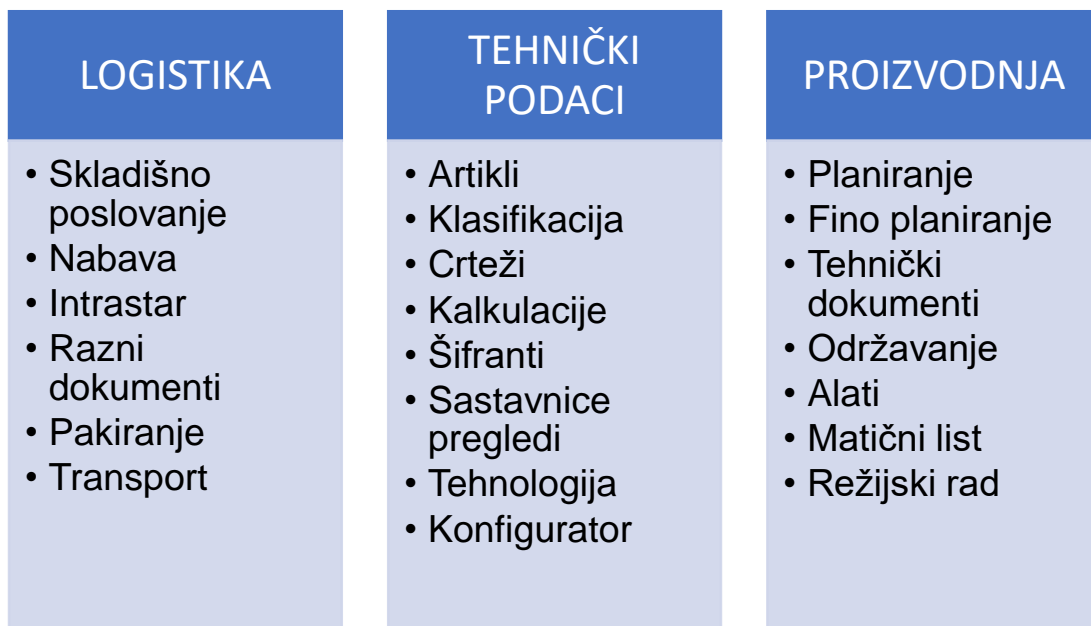 LOGISTIKA
• Skladišno
poslovanje
• Nabava
• Intrastar
• Razni
dokumenti
• Pakiranje
• Transport
TEHNIČKI
PODACI
• Artikli
• Klasifikacija
• Crteži
• Kalkulacije
• Šifranti
• Sastavnice
pregledi
• Tehnologija
• Konfigurator
PROIZVODNJA
• Planiranje
• Fino planiranje
• Tehnički
dokumenti
• Održavanje
• Alati
• Matični list
• Režijski rad